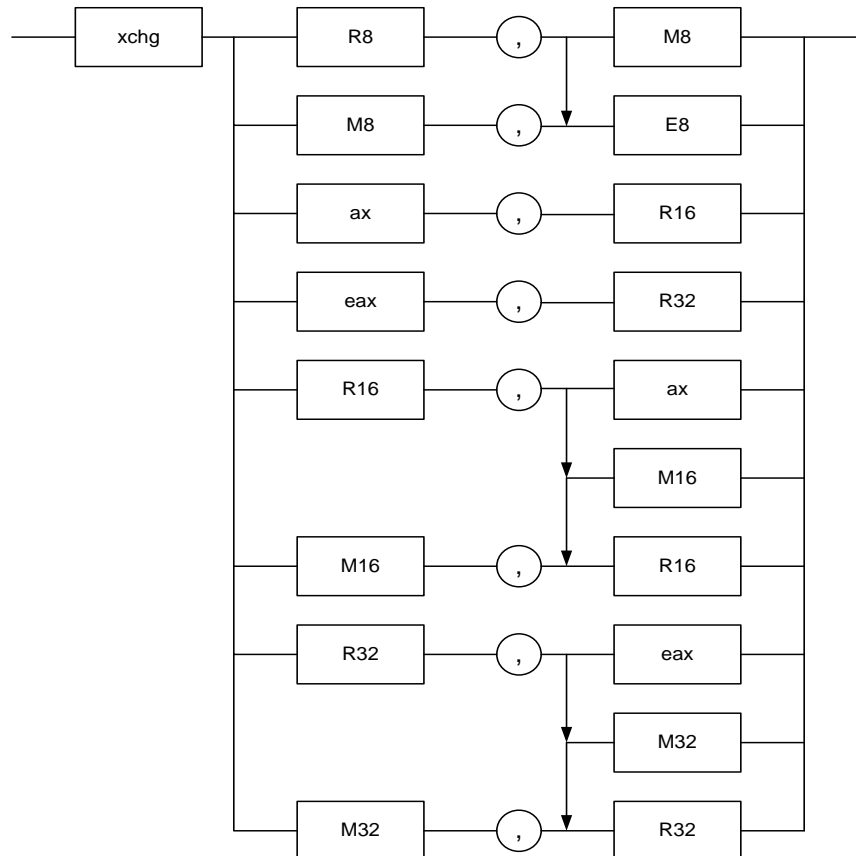 xchg R8 , M8
M8 , E8
ax , R16
eax , R32
R16 , ax
M16
M16 , R16
R32 , eax
M32
M32 , R32